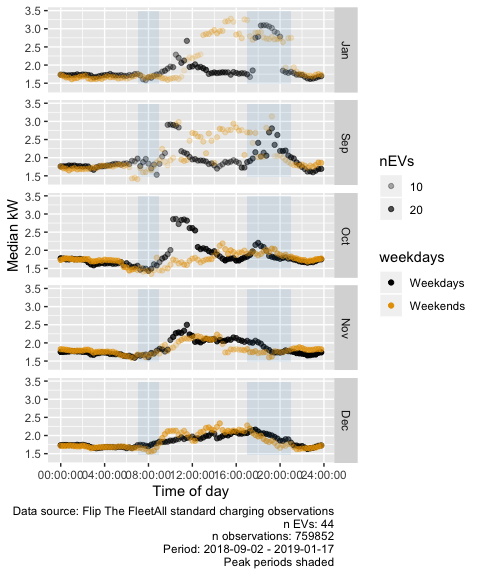 3.5
3.0
2.5
2.0
1.5
Jan
3.5
3.0
2.5
2.0
1.5
Sep
3.5
3.0
2.5
2.0
1.5
Oct
3.5
3.0
2.5
2.0
1.5
Nov
3.5
3.0
2.5
2.0
1.5
Dec
Median kW
00:00:00 04:00:00 08:00:00 12:00:00 16:00:00 20:00:00 24:00:00
Time of day
nEVs
10
20
weekdays
Weekdays
Weekends
Data source: Flip The FleetAll standard charging observations
n EVs: 44
n observations: 759852
Period: 2018-09-02 - 2019-01-17
Peak periods shaded